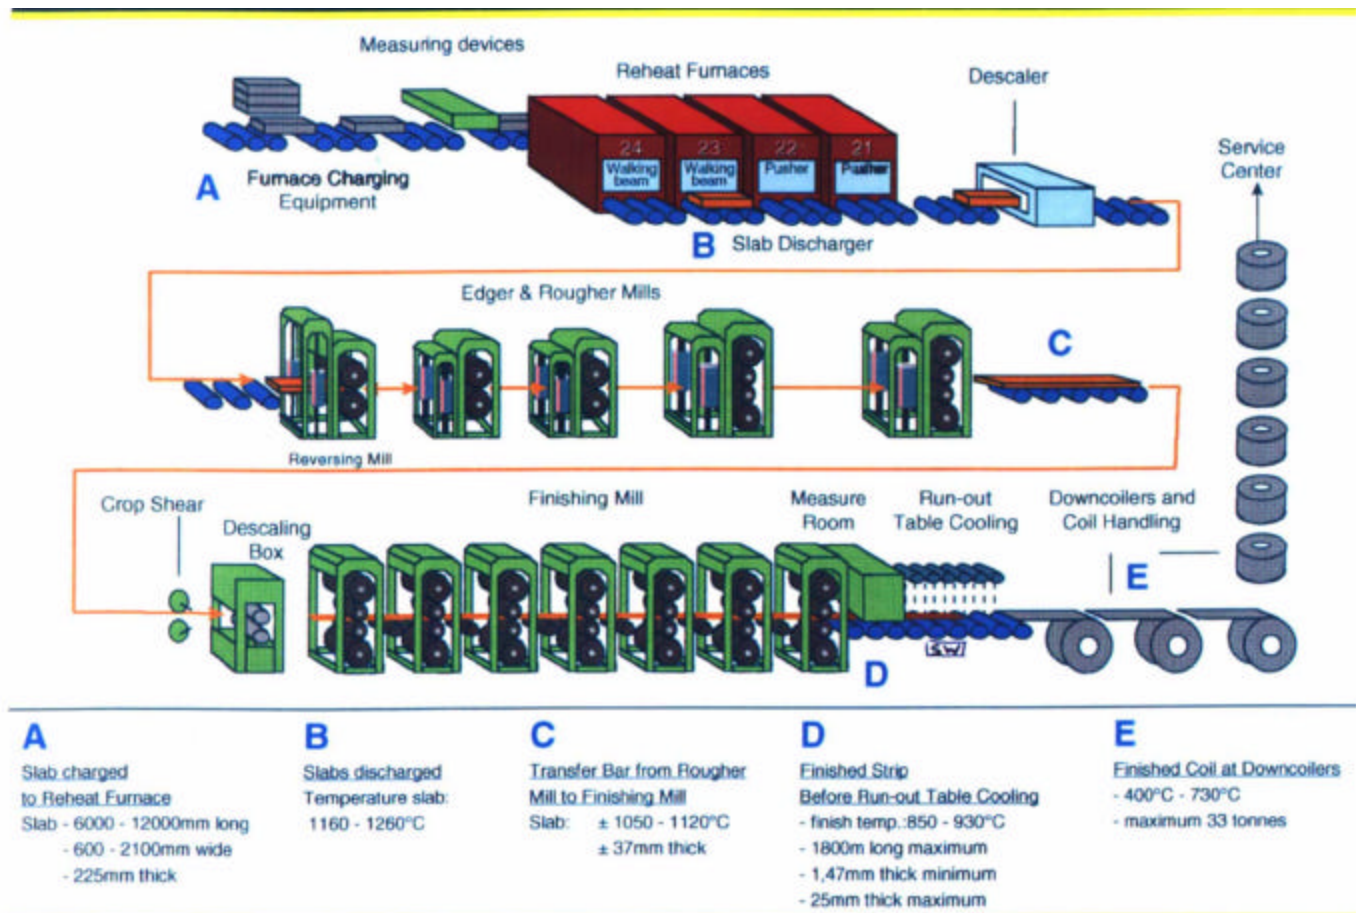 Measuring devices
Reheat Furnaces
Descaler
Service
Center
24
Walking
beam
23
Walking
beam
22
Pusher
21
Pusher
A
Furnace Charging
Equipment
B
Slab Discharger
Edger & Rougher Mills
C
Reversing Mill
Crop Shear
Descaling
Box
Finishing Mill
Measure
Room
Run-out
Table Cooling
Downcoilers and
Coil Handling
E
D
SW
A
Slab charged
to Reheat Furnace
Slab - 6000 - 12000mm long
- 600 - 2100mm wide
- 225mm thick
B
Slabs discharged
Temperature slab:
1160 - 1260°C
C
Transfer Bar from Rougher
Mill to Finishing Mill
Slab: ± 1050 - 1120°C
± 37mm thick
D
Finished Strip
Before Run-out Table Cooling
- finish temp.:850 - 930°C
- 1800m long maximum
- 1,47mm thick minimum
- 25mm thick maximum
E
Finished Coil at Downcoilers
- 400°C - 730°C
- maximum 33 tonnes